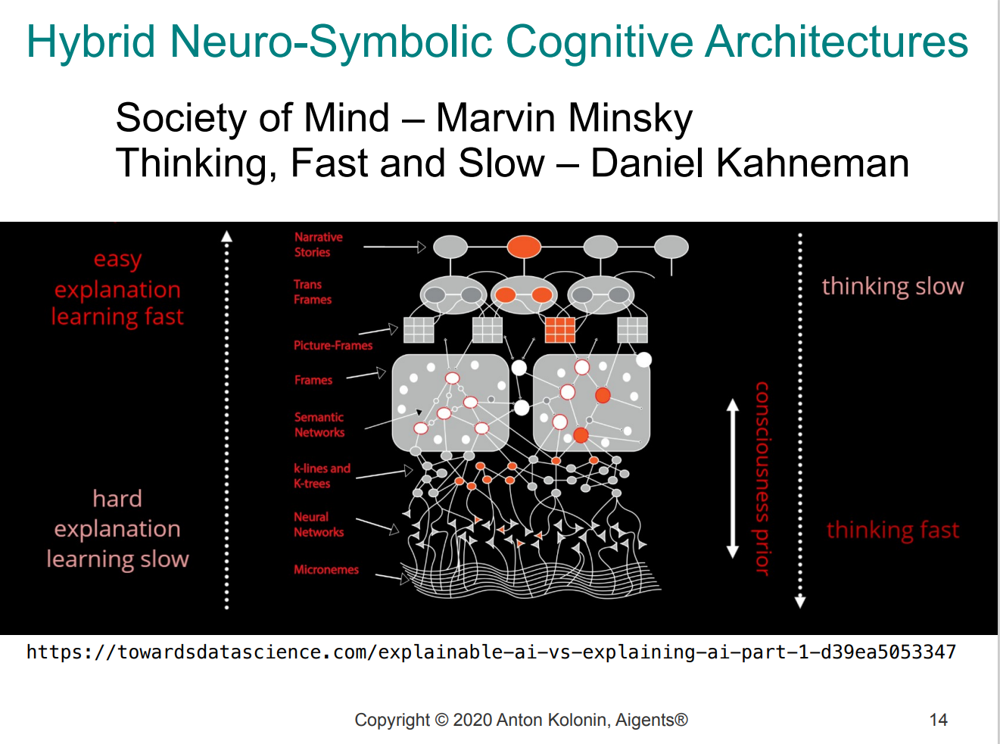 Hybrid Neuro-Symbolic Cognitive Architectures
Society of Mind – Marvin Minsky
Thinking, Fast and Slow – Daniel Kahneman
easy
explanation
learning fast
hard
explanation
learning slow
Narrative
Stories
Trans
Frames
Picture-Frames
Frames
Semantic
Networks
k-lines and
K-trees
Neural
Networks
Micronemes
consciousness prior
thinking slow
thinking fast
https://towardsdatascience.com/explainable-ai-vs-explaining-ai-part-1-d39ea5053347
Copyright © 2020 Anton Kolonin, Aigents®
14